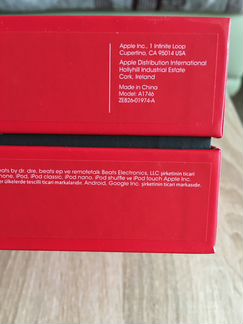 Apple Inc., 1 Infinite Loop
Cupertino, CA 95014 USA
Apple Distribution International
Hollyhill Industrial Estate
Cork, Ireland
Made in China
Model: A1746
ZE826-01974-A
eats by dr. dre, beats ep ve remotetalk Beats Electronics, LLC şirketinin ticari
hone, iPod, iPod classic, iPod nano, iPod shuffle ve iPod touch Apple Inc.
er ülkelerde tescilli ticari markalarıdır. Android, Google Inc. şirketinin ticari markasıdır.